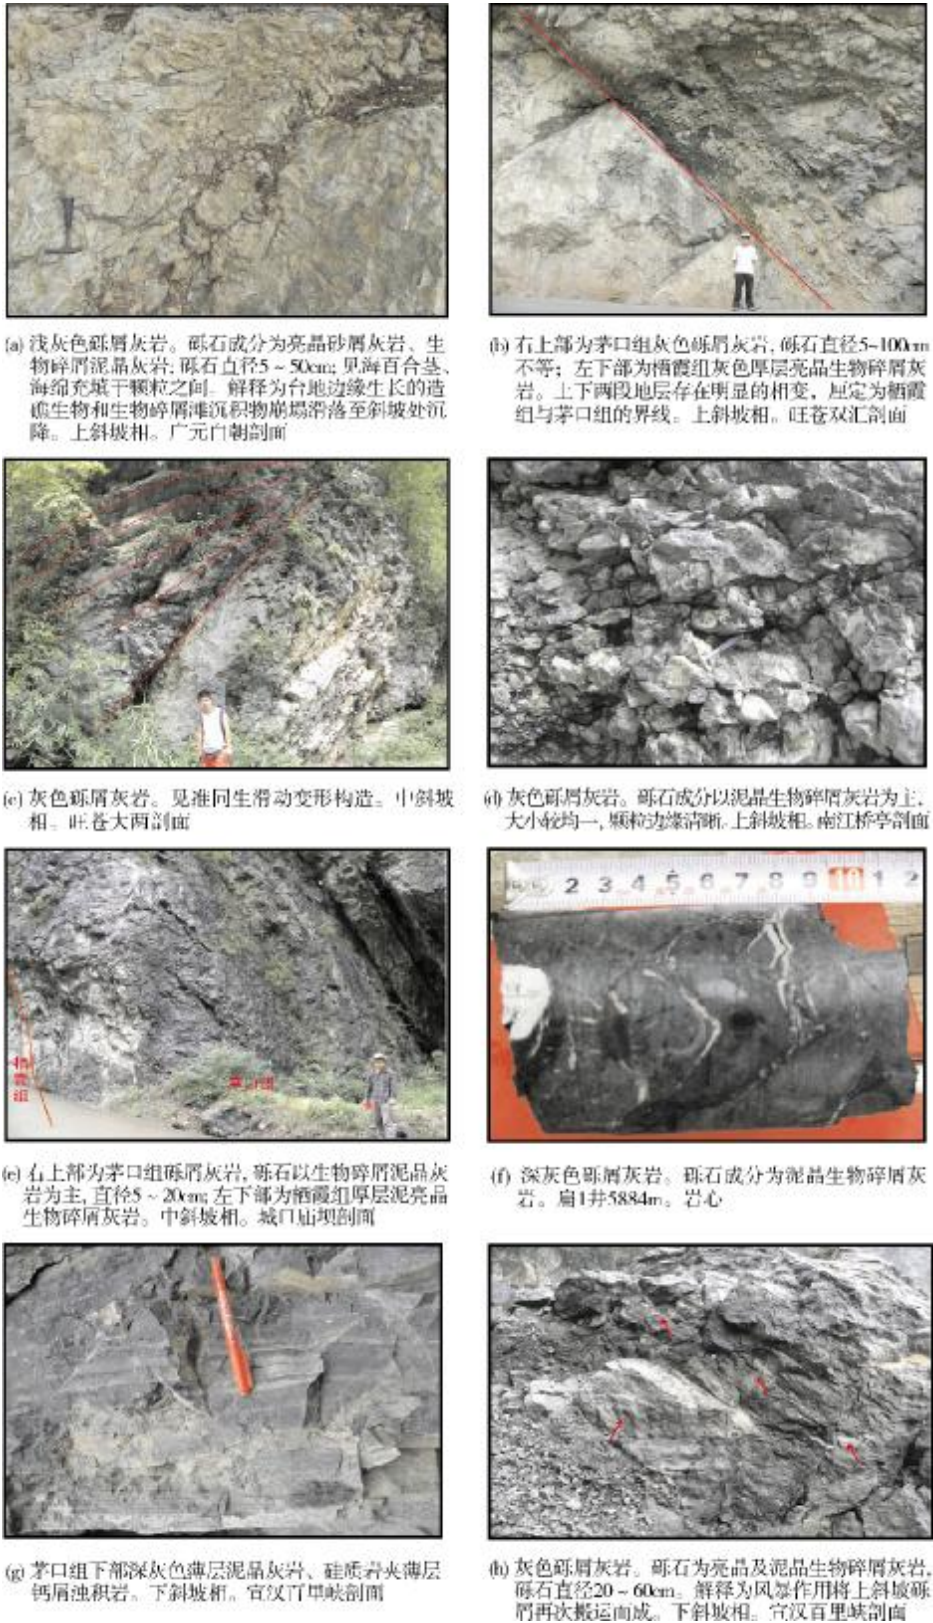 (a) 浅灰色砾屑灰岩。砾石成分为亮晶砂屑灰岩、生
物碎屑泥晶灰岩; 砾石直径5~50cm; 见海百合茎、
海绵充填于颗粒之间。解释为台地边缘生长的造
礁生物和生物碎屑滩沉积物崩塌滑落至斜坡处沉
降。上斜坡相。广元白朝剖面
(b) 右上部为茅口组灰色砾屑灰岩, 砾石直径5~100cm
不等; 左下部为栖霞组灰色厚层亮晶生物碎屑灰
岩。上下两段地层存在明显的相变, 厘定为栖霞
组与茅口组的界线。上斜坡相。旺苍双汇剖面
(c) 灰色砾屑灰岩。见准同生滑动变形构造。中斜坡
相。旺苍大两剖面
(d) 灰色砾屑灰岩。砾石成分以泥晶生物碎屑灰岩为主,
大小较均一, 颗粒边缘清晰. 上斜坡相。南江桥亭剖面
2 3 4 5 6 7 8 9 10 1 2
栖霞组
(e) 右上部为茅口组砾屑灰岩, 砾石以生物碎屑泥晶灰
岩为主, 直径5~20cm; 左下部为栖霞组厚层泥亮晶
生物碎屑灰岩。中斜坡相。城口庙坝剖面
(f) 深灰色砾屑灰岩。砾石成分为泥晶生物碎屑灰
岩。扁1井5884m。岩心
(g) 茅口组下部深灰色薄层泥晶灰岩、硅质岩夹薄层
钙屑浊积岩。下斜坡相。宣汉百里峡剖面
(h) 灰色砾屑灰岩。砾石为亮晶及泥晶生物碎屑灰岩,
砾石直径20~60cm。解释为风暴作用将上斜坡砾
屑再次搬运而成。下斜坡相。宣汉百里峡剖面